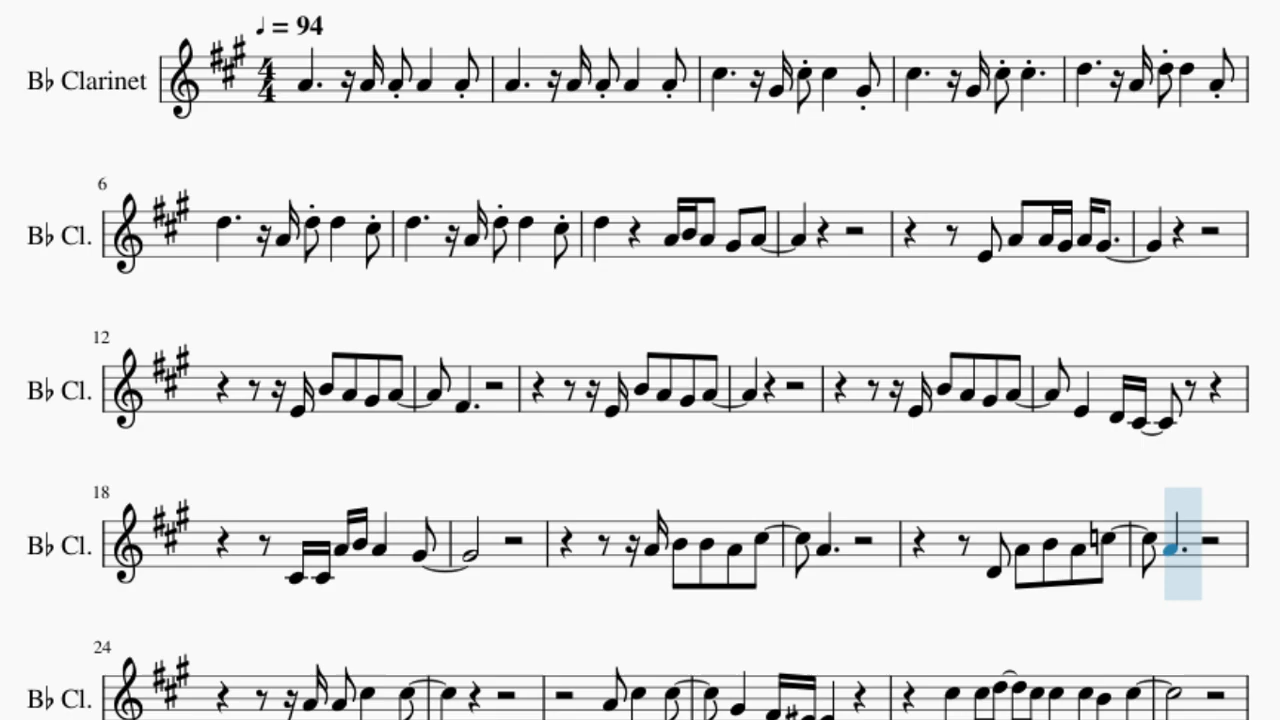 ♩ = 94
B♭ Clarinet
4
4
6
B♭ Cl.
12
B♭ Cl.
18
B♭ Cl.
24
B♭ Cl.